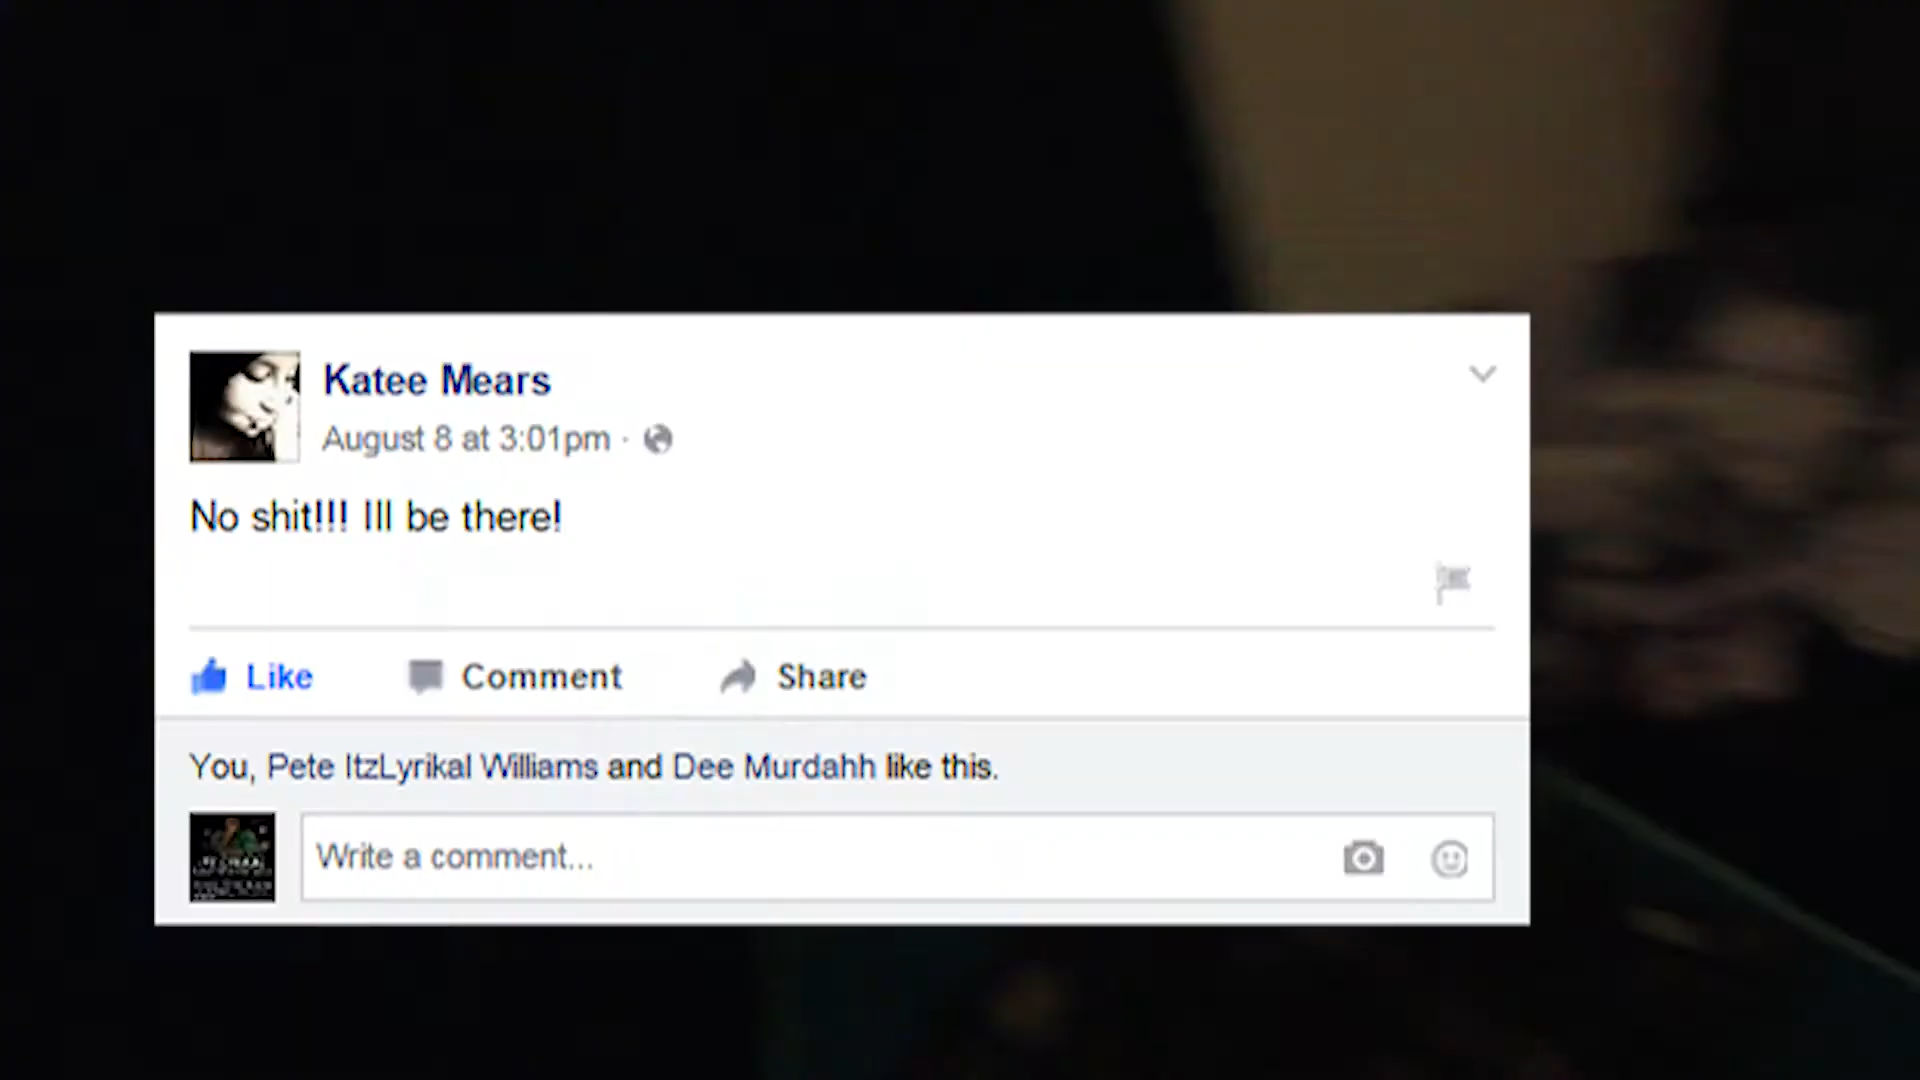 Katee Mears
August 8 at 3:01pm ·
No shit!!! Ill be there!
Like Comment Share
You, Pete ItzLyrikal Williams and Dee Murdahh like this.
Write a comment...